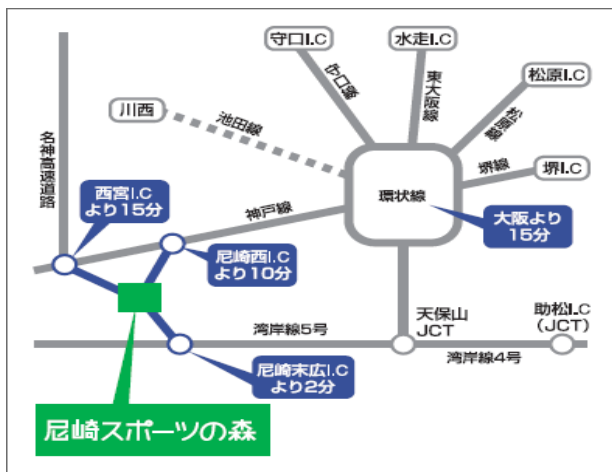 守口I.C
水走I.C
松原I.C
川西
守口線
東大阪線
松原線
池田線
堺線
堺I.C
名神高速道路
環状線
西宮I.C
より15分
神戸線
大阪より
15分
尼崎西I.C
より10分
天保山
JCT
助松I.C
(JCT)
湾岸線5号
湾岸線4号
尼崎末広I.C
より2分
尼崎スポーツの森